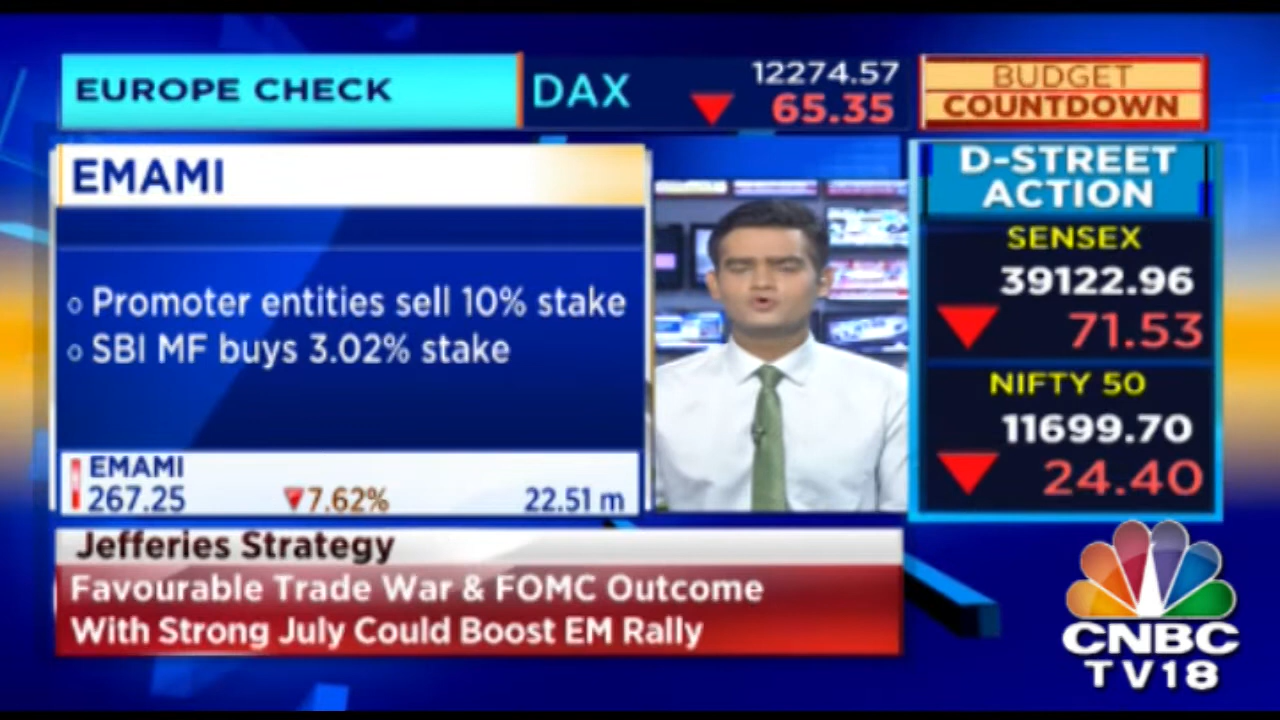 EUROPE CHECK
DAX
12274.57
65.35
BUDGET
COUNTDOWN
EMAMI
Promoter entities sell 10% stake
SBI MF buys 3.02% stake
EMAMI
267.25 7.62% 22.51 m
D-STREET
ACTION
SENSEX
39122.96
71.53
NIFTY 50
11699.70
24.40
Jefferies Strategy
Favourable Trade War & FOMC Outcome
With Strong July Could Boost EM Rally
CNBC
TV18